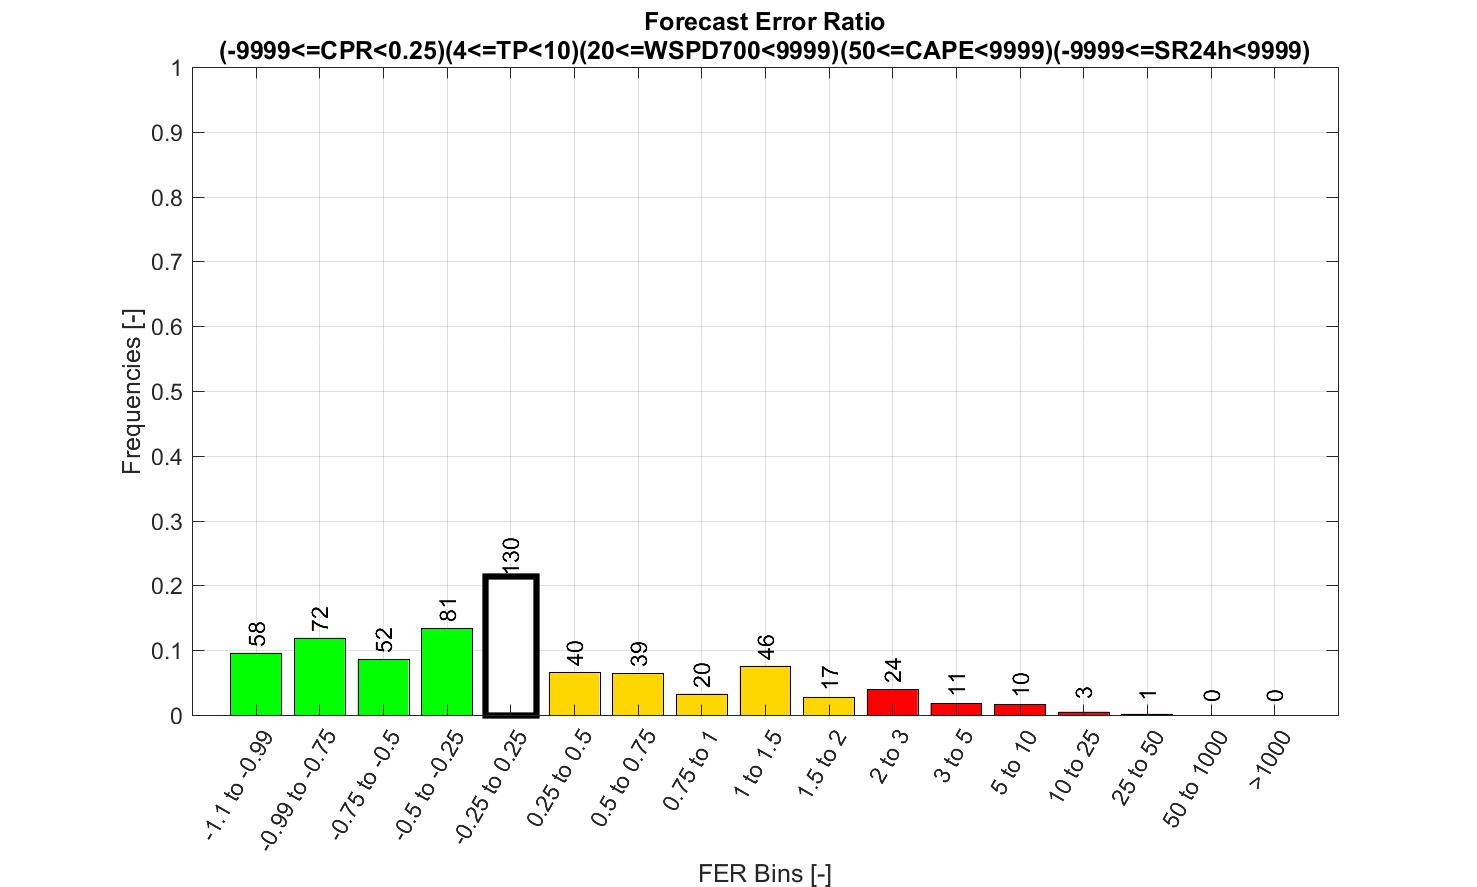 Forecast Error Ratio
(-9999<=CPR<0.25)(4<=TP<10)(20<=WSPD700<9999)(50<=CAPE<9999)(-9999<=SR24h<9999)
1
0.9
0.8
0.7
0.6
0.5
0.4
0.3
0.2
0.1
0
Frequencies [-]
58
72
52
81
130
40
39
20
46
17
24
11
10
3
1
0
0
-1.1 to -0.99
-0.99 to -0.75
-0.75 to -0.5
-0.5 to -0.25
-0.25 to 0.25
0.25 to 0.5
0.5 to 0.75
0.75 to 1
1 to 1.5
1.5 to 2
2 to 3
3 to 5
5 to 10
10 to 25
25 to 50
50 to 1000
>1000
FER Bins [-]